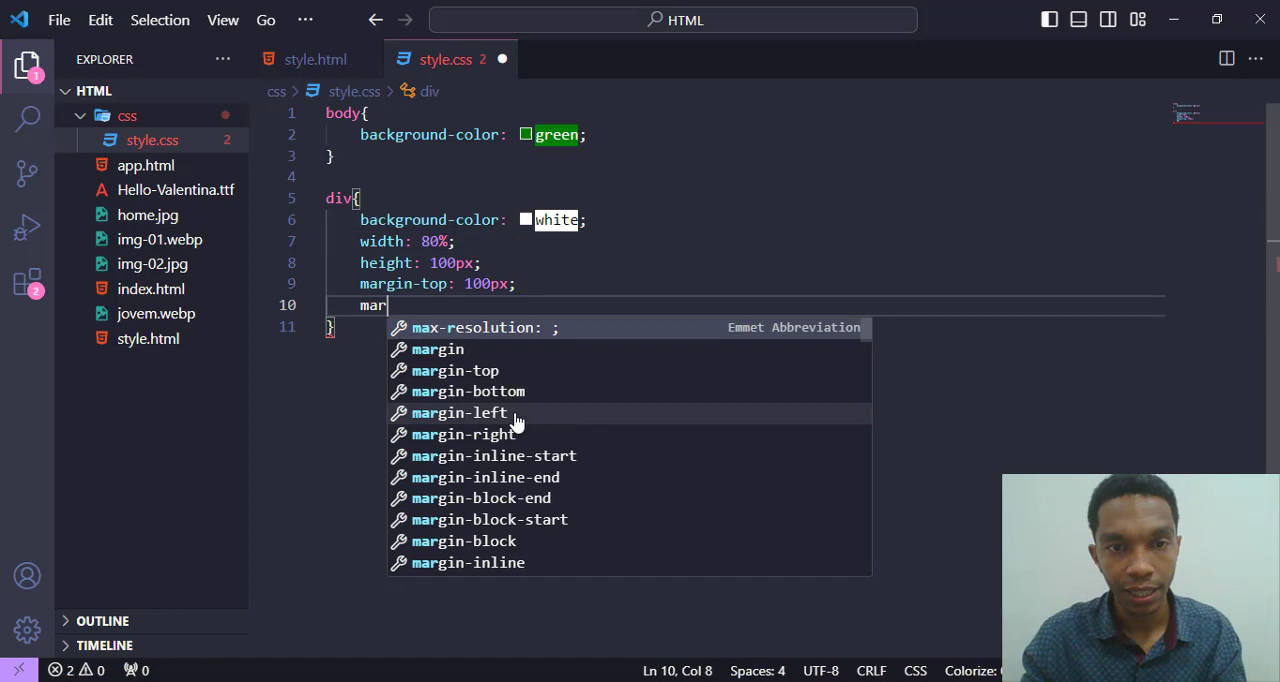 File Edit Selection View Go ··· HTML
EXPLORER ··· style.html style.css 2
HTML css > style.css > div
css
style.css 2
app.html
Hello-Valentina.ttf
home.jpg
img-01.webp
img-02.jpg
index.html
jovem.webp
style.html
OUTLINE
TIMELINE
1 body{
2 background-color: green;
3 }
4
5 div{
6 background-color: white;
7 width: 80%;
8 height: 100px;
9 margin-top: 100px;
10 mar
11 }
max-resolution: ; Emmet Abbreviation
margin
margin-top
margin-bottom
margin-left
margin-right
margin-inline-start
margin-inline-end
margin-block-end
margin-block-start
margin-block
margin-inline
1
2
2 0 0 Ln 10, Col 8 Spaces: 4 UTF-8 CRLF CSS Colorize: